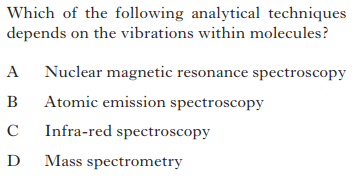 Which of the following analytical techniques
depends on the vibrations within molecules?
A Nuclear magnetic resonance spectroscopy
B Atomic emission spectroscopy
C Infra-red spectroscopy
D Mass spectrometry